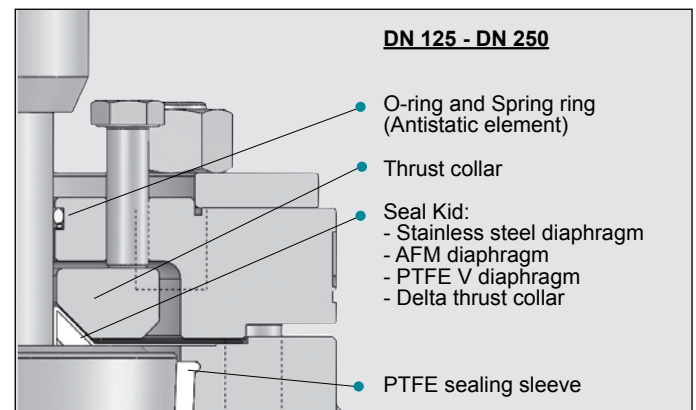 DN 125 - DN 250
O-ring and Spring ring
(Antistatic element)
Thrust collar
Seal Kid:
- Stainless steel diaphragm
- AFM diaphragm
- PTFE V diaphragm
- Delta thrust collar
PTFE sealing sleeve